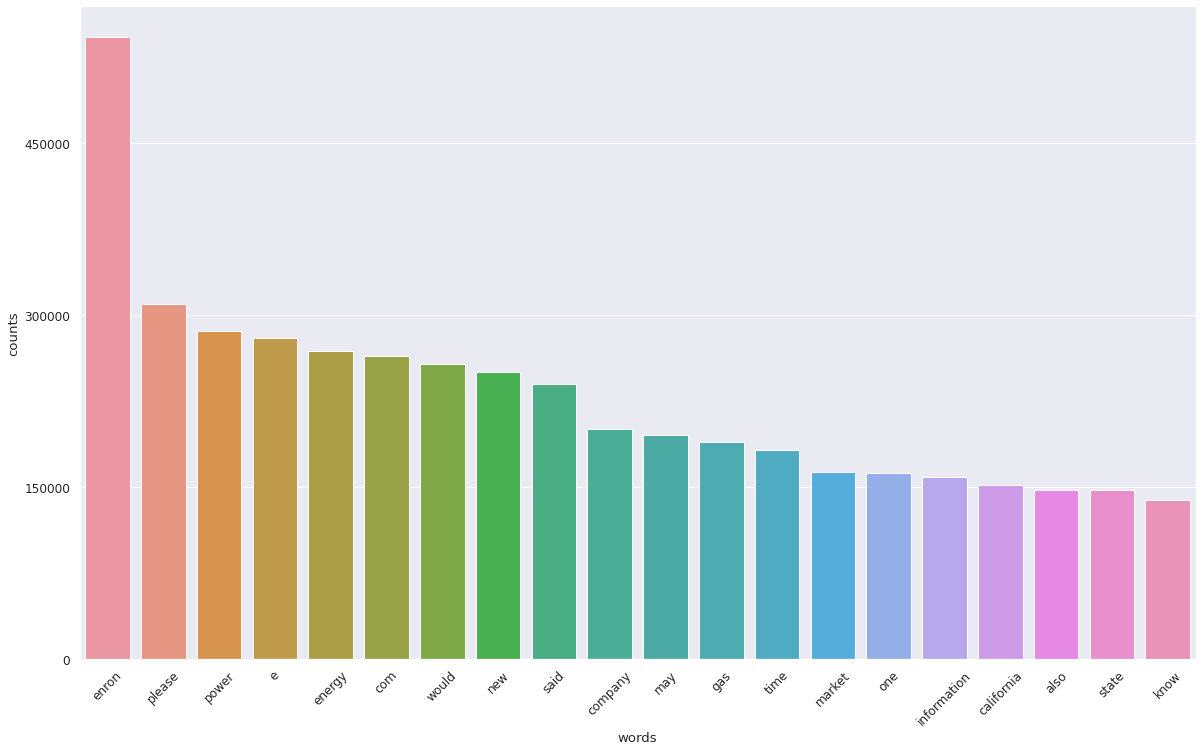 450000
300000
150000
0
counts
enron please power e energy com would new said company may gas time market one information california also state know
words